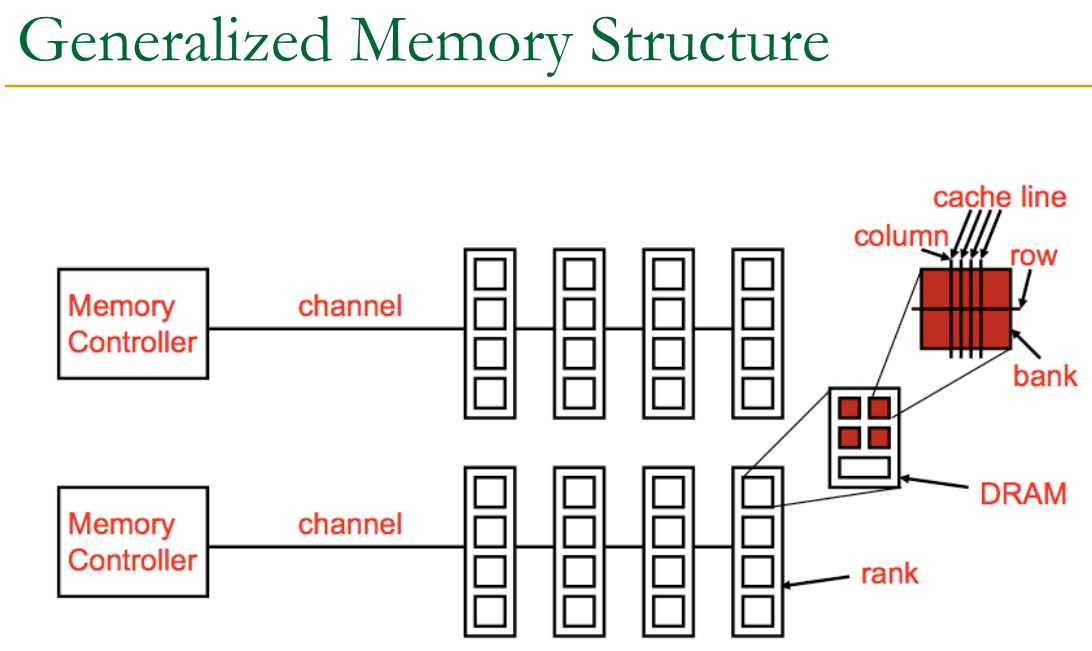 Generalized Memory Structure
cache line
column
row
Memory
Controller
channel
bank
DRAM
Memory
Controller
channel
rank